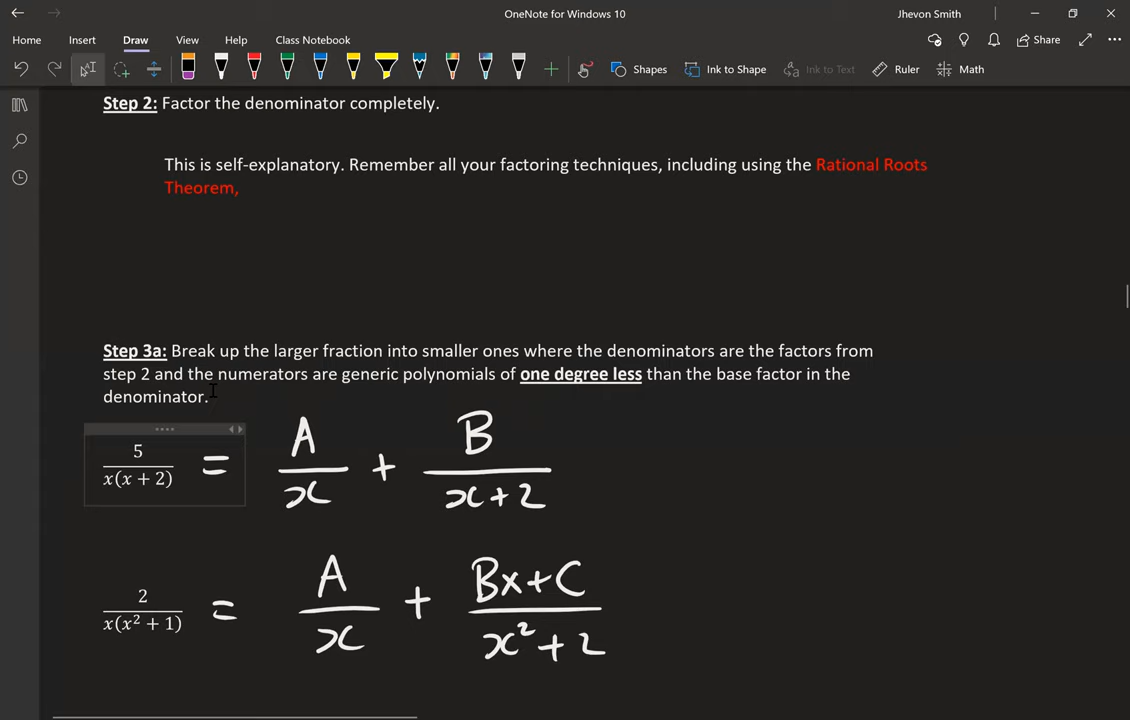 OneNote for Windows 10
Jhevon Smith
Home Insert Draw View Help Class Notebook
Share
Shapes Ink to Shape Ink to Text Ruler Math
Step 2: Factor the denominator completely.
This is self-explanatory. Remember all your factoring techniques, including using the Rational Roots
Theorem,
Step 3a: Break up the larger fraction into smaller ones where the denominators are the factors from
step 2 and the numerators are generic polynomials of one degree less than the base factor in the
denominator.
5/x(x + 2) = A/x + B/x+2
2/x(x² + 1) = A/x + Bx+C/x²+2